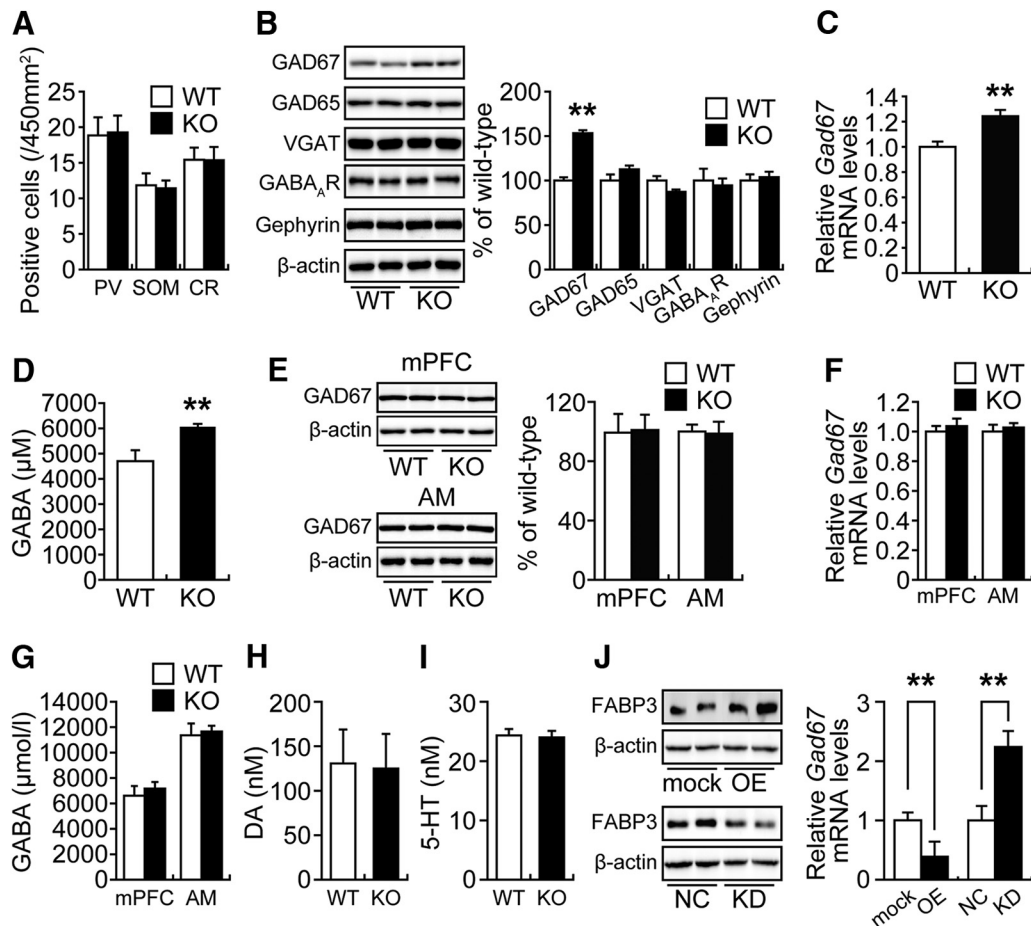 A
Positive cells (/450mm²)
25
20
15
10
5
0
WT
KO
PV SOM CR
B
GAD67
GAD65
VGAT
GABA_AR
Gephyrin
β-actin
WT KO
% of wild-type
200
150
100
50
0
**
WT
KO
GAD67 GAD65 VGAT GABA_AR Gephyrin
C
Relative Gad67
mRNA levels
1.4
1.2
1.0
0.8
0.6
0.4
0.2
0
**
WT KO
D
GABA (μM)
7000
6000
5000
4000
3000
2000
1000
0
**
WT KO
E
mPFC
GAD67
β-actin
WT KO
AM
GAD67
β-actin
WT KO
% of wild-type
120
80
40
0
WT
KO
mPFC AM
F
Relative Gad67
mRNA levels
1.2
1.0
0.8
0.6
0.4
0.2
0
WT
KO
mPFC AM
G
GABA (μmol/l)
14000
12000
10000
8000
6000
4000
2000
0
WT
KO
mPFC AM
H
DA (nM)
200
150
100
50
0
WT KO
I
5-HT (nM)
30
20
10
0
WT KO
J
FABP3
β-actin
mock OE
FABP3
β-actin
NC KD
Relative Gad67
mRNA levels
3
2
1
0
** **
mock OE NC KD